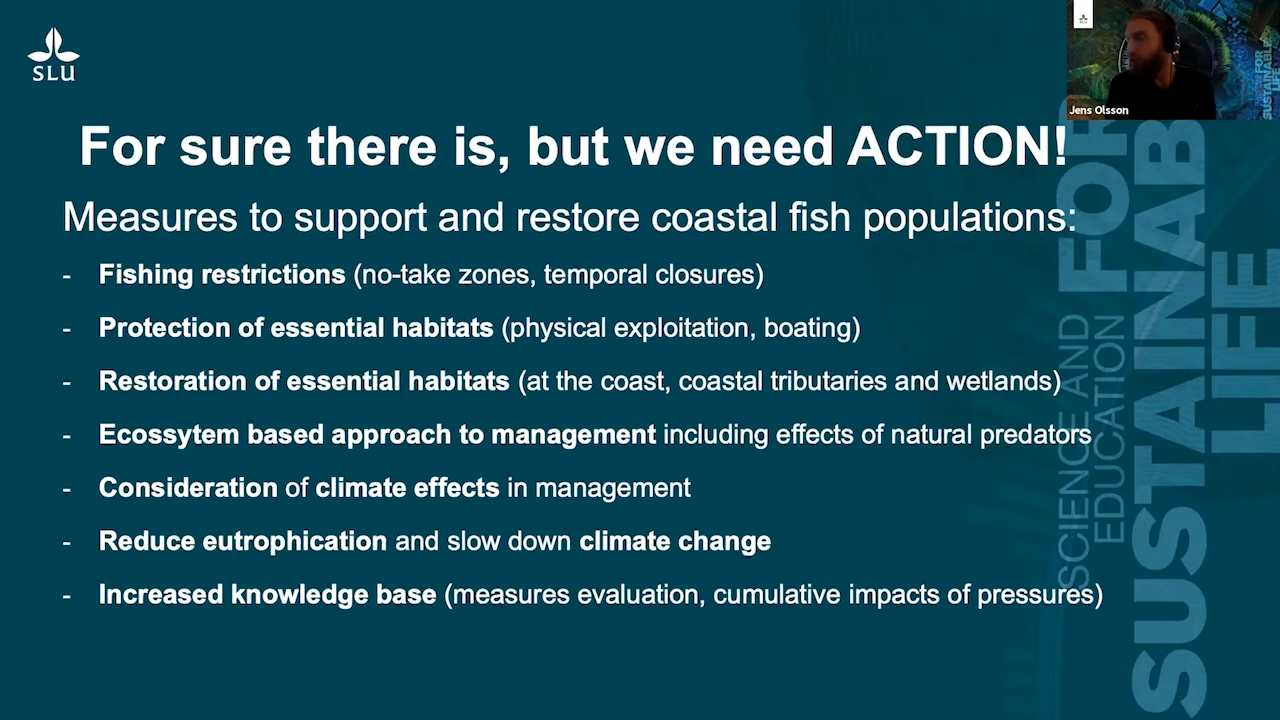 SLU
For sure there is, but we need ACTION!
Measures to support and restore coastal fish populations:
- Fishing restrictions (no-take zones, temporal closures)
- Protection of essential habitats (physical exploitation, boating)
- Restoration of essential habitats (at the coast, coastal tributaries and wetlands)
- Ecossytem based approach to management including effects of natural predators
- Consideration of climate effects in management
- Reduce eutrophication and slow down climate change
- Increased knowledge base (measures evaluation, cumulative impacts of pressures)
Jens Olsson
FOR
SUSTAINABLE
LIFE
SCIENCE AND
EDUCATION FOR
SUSTAINAB
LIFE